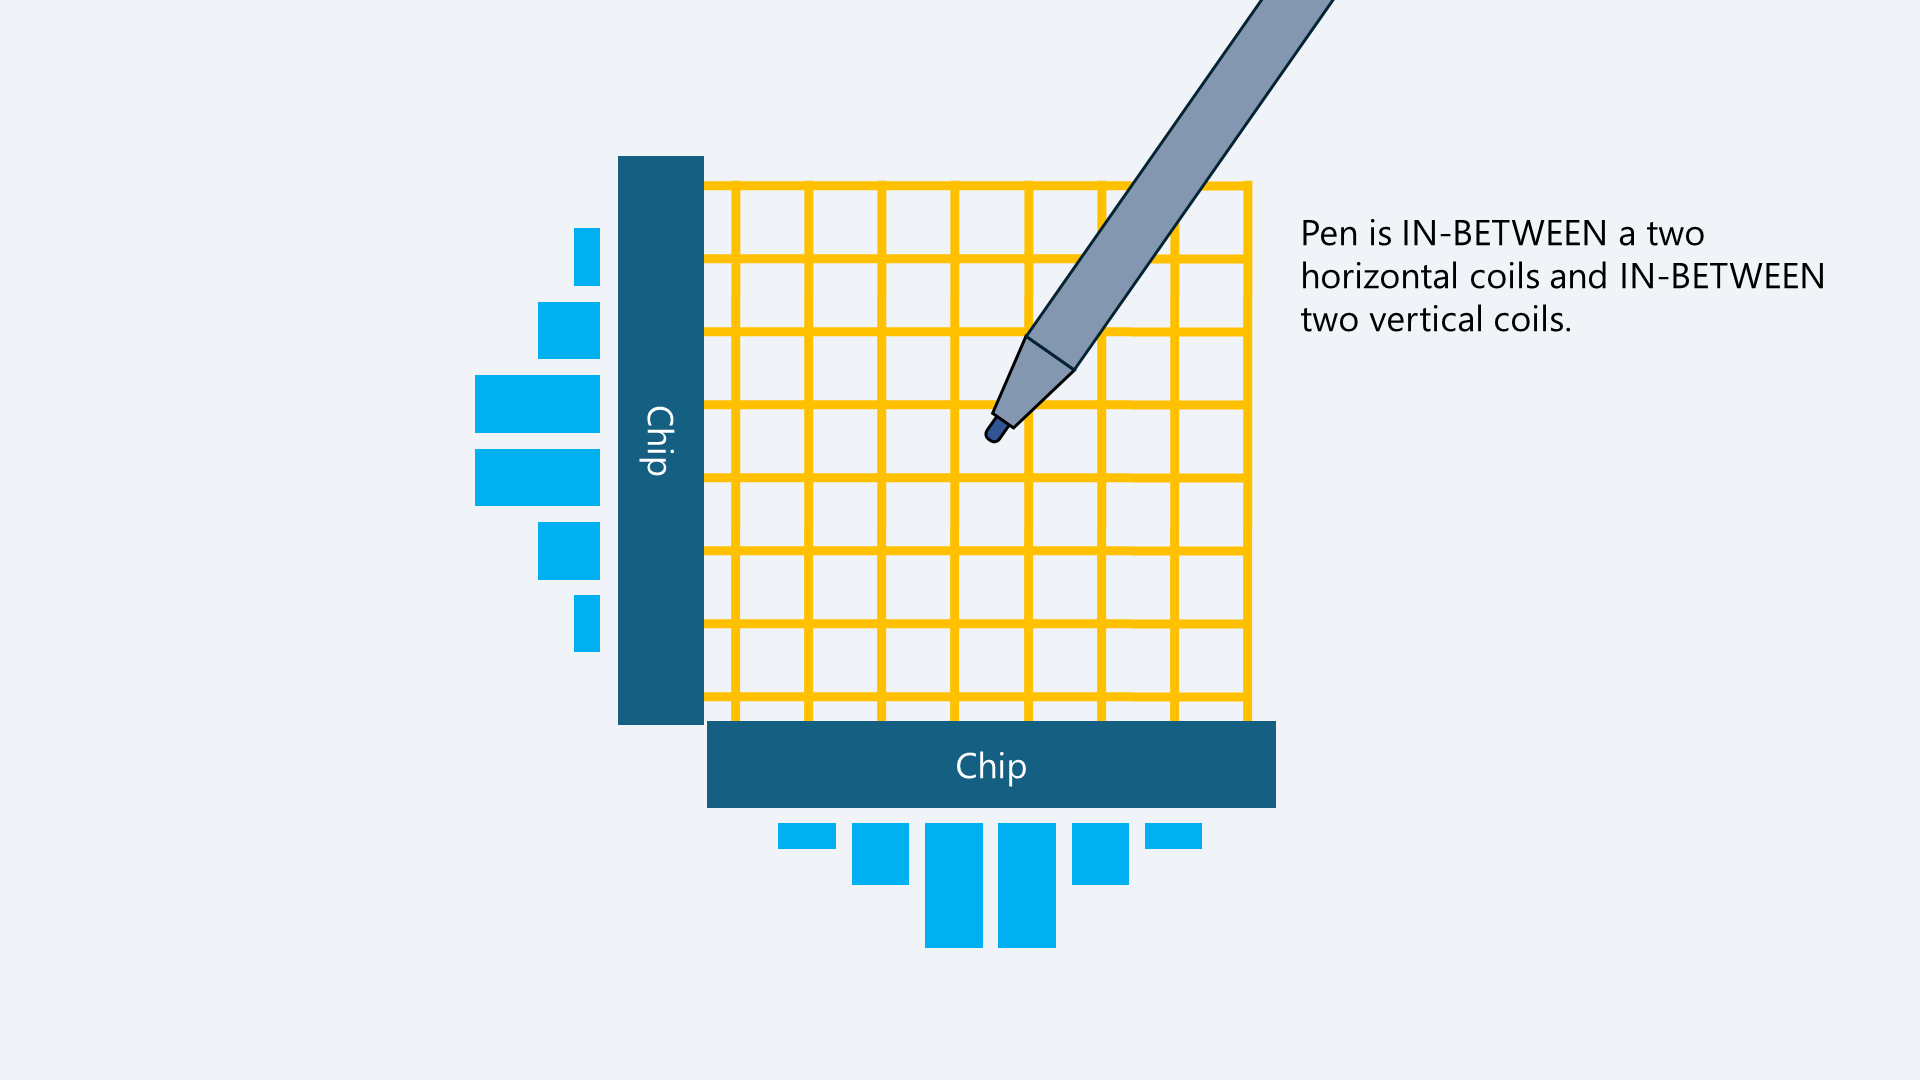 Pen is IN-BETWEEN a two
horizontal coils and IN-BETWEEN
two vertical coils.
Chip
Chip